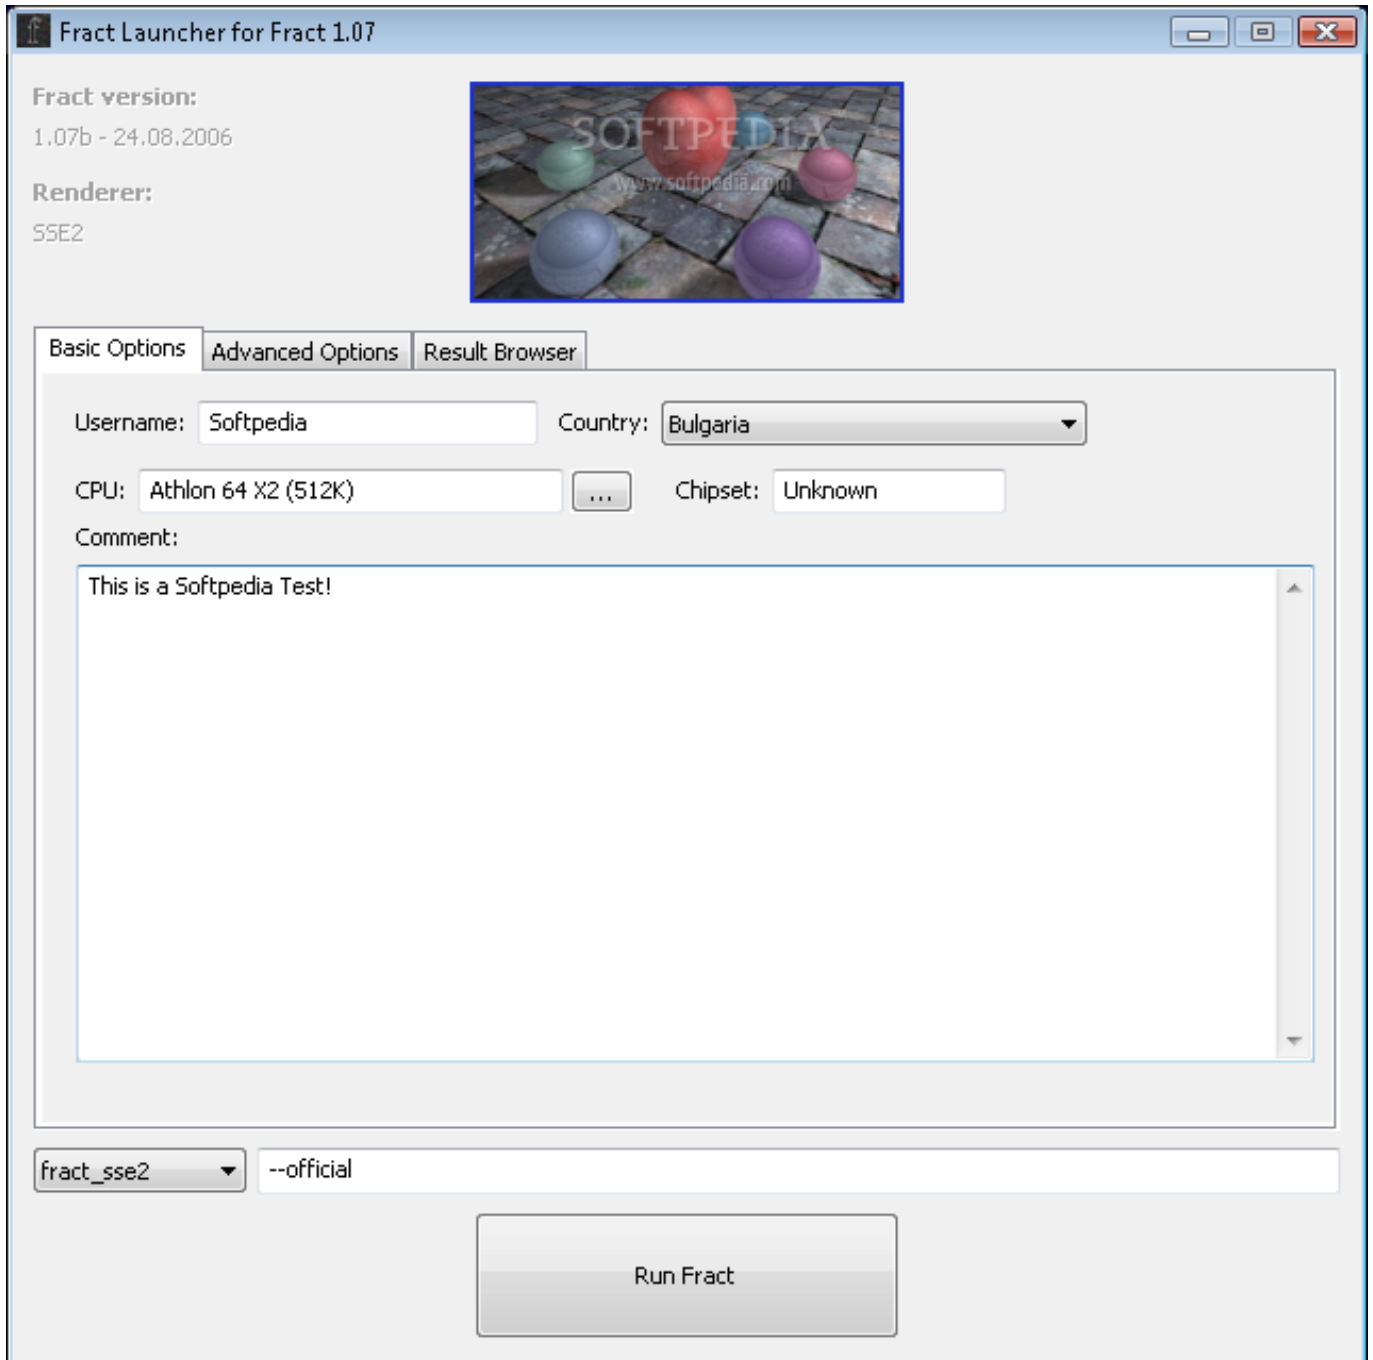 f Fract Launcher for Fract 1.07
Fract version:
1.07b - 24.08.2006
Renderer:
SSE2
SOFTPEDIA
www.softpedia.com
Basic Options Advanced Options Result Browser
Username: Softpedia Country: Bulgaria
CPU: Athlon 64 X2 (512K) ... Chipset: Unknown
Comment:
This is a Softpedia Test!
fract_sse2 --official
Run Fract